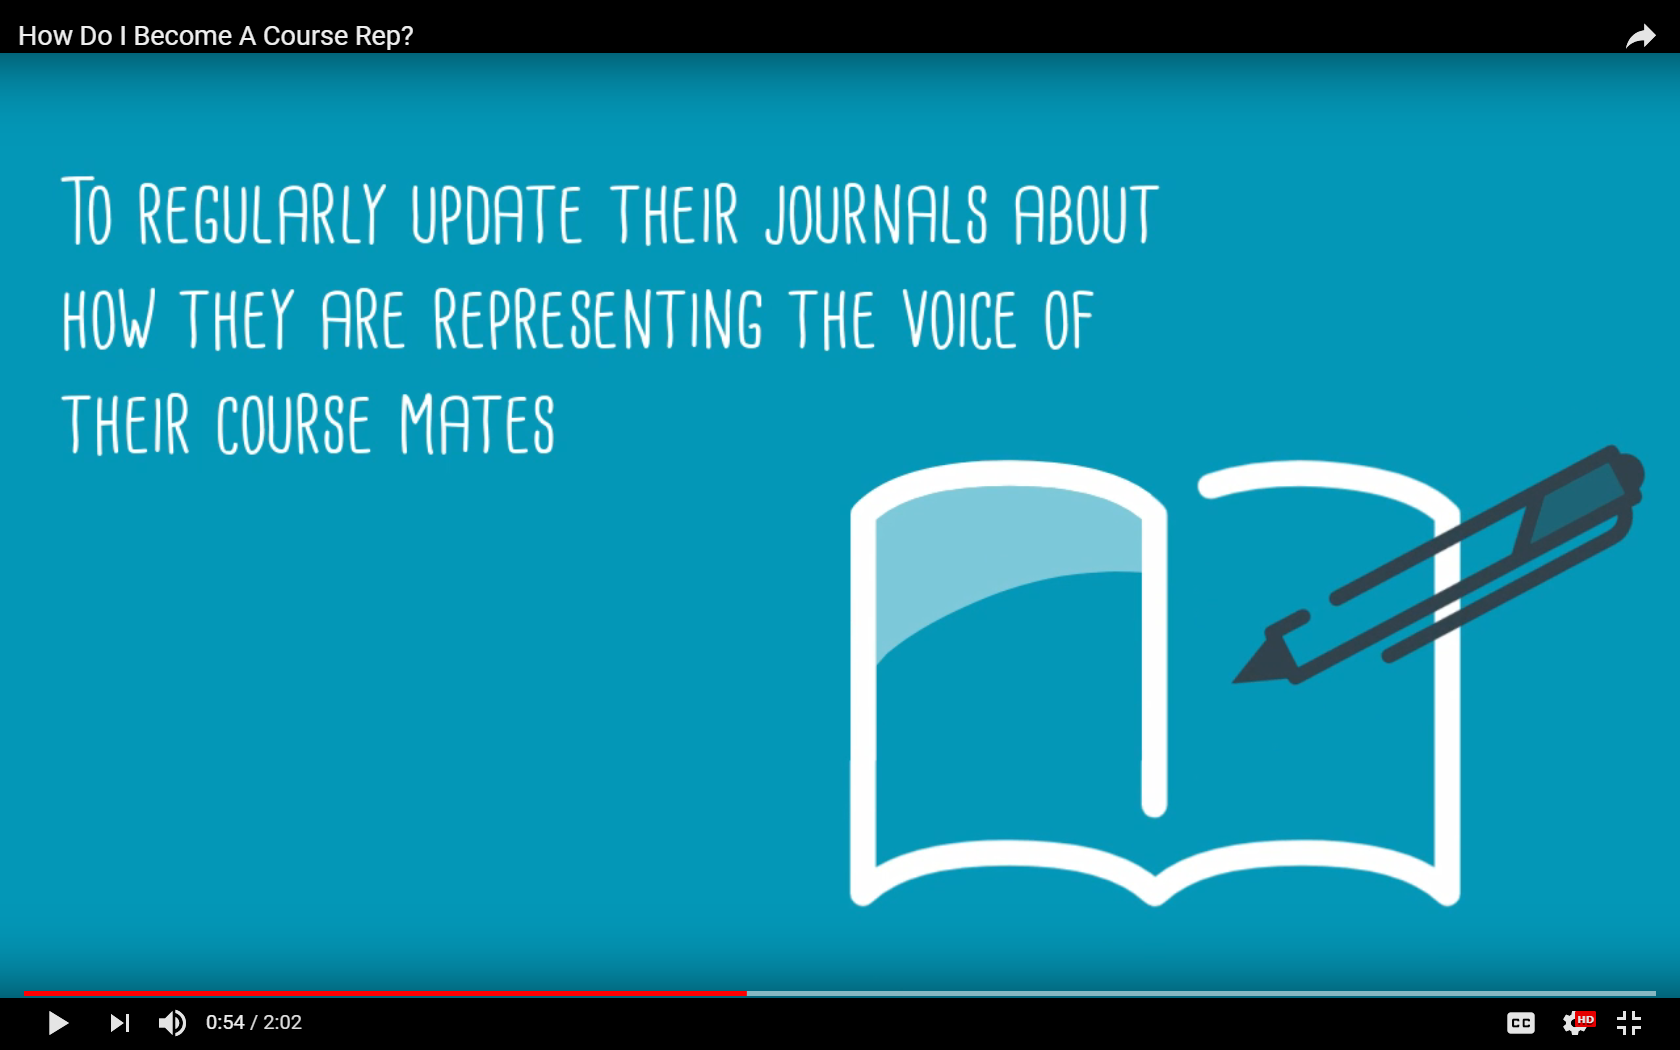 How Do I Become A Course Rep?
TO REGULARLY UPDATE THEIR JOURNALS ABOUT
HOW THEY ARE REPRESENTING THE VOICE OF
THEIR COURSE MATES
0:54 / 2:02
CC
HD